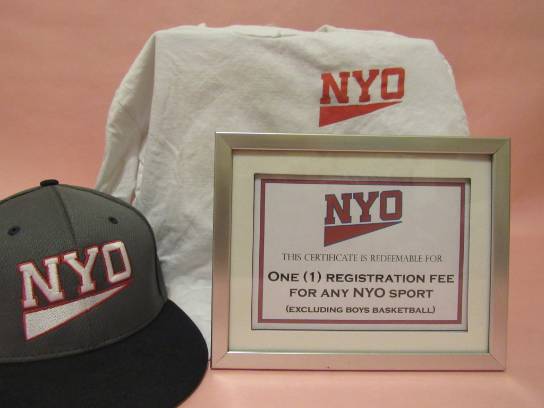 NYO
NYO
NYO
THIS CERTIFICATE IS REDEEMABLE FOR
ONE (1) REGISTRATION FEE
FOR ANY NYO SPORT
(EXCLUDING BOYS BASKETBALL)